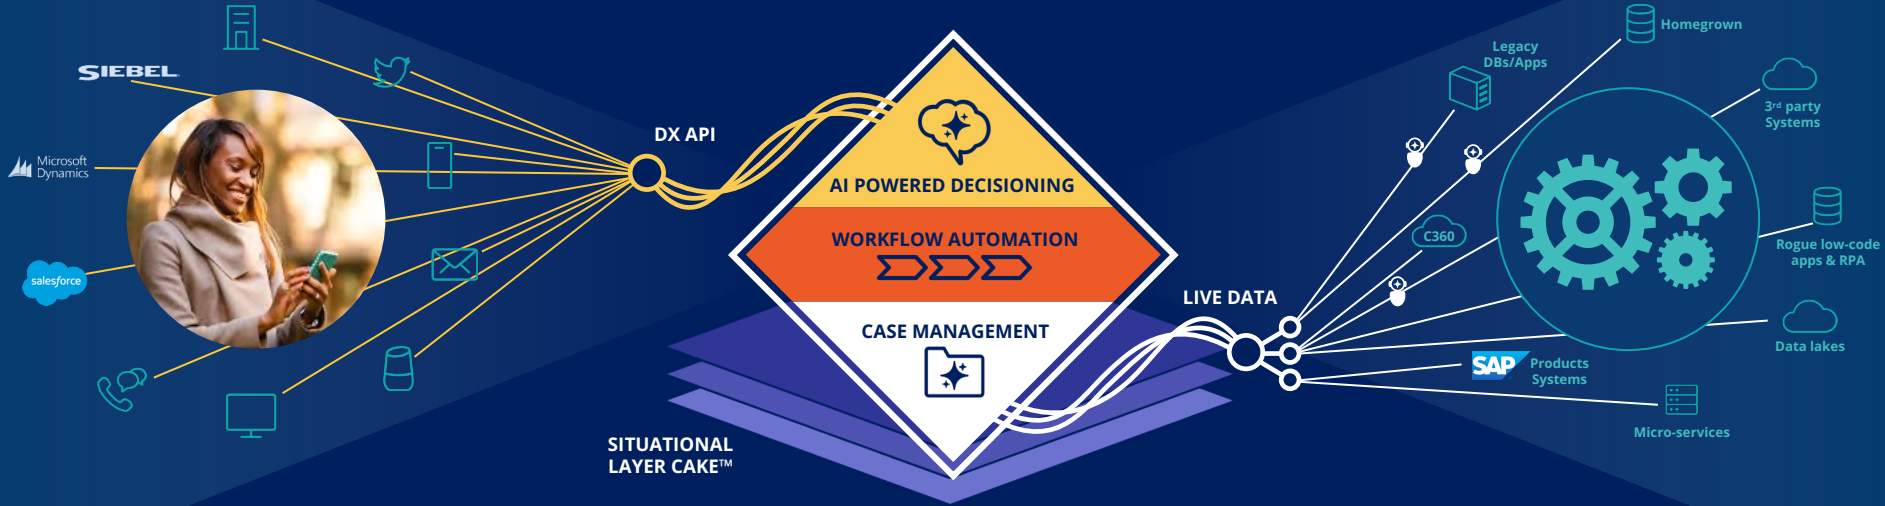 SIEBEL
Microsoft
Dynamics
salesforce
DX API
AI POWERED DECISIONING
WORKFLOW AUTOMATION
CASE MANAGEMENT
SITUATIONAL
LAYER CAKE™
LIVE DATA
Legacy
DBs/Apps
Homegrown
3rd party
Systems
C360
Rogue low-code
apps & RPA
Data lakes
SAP
Products
Systems
Micro-services